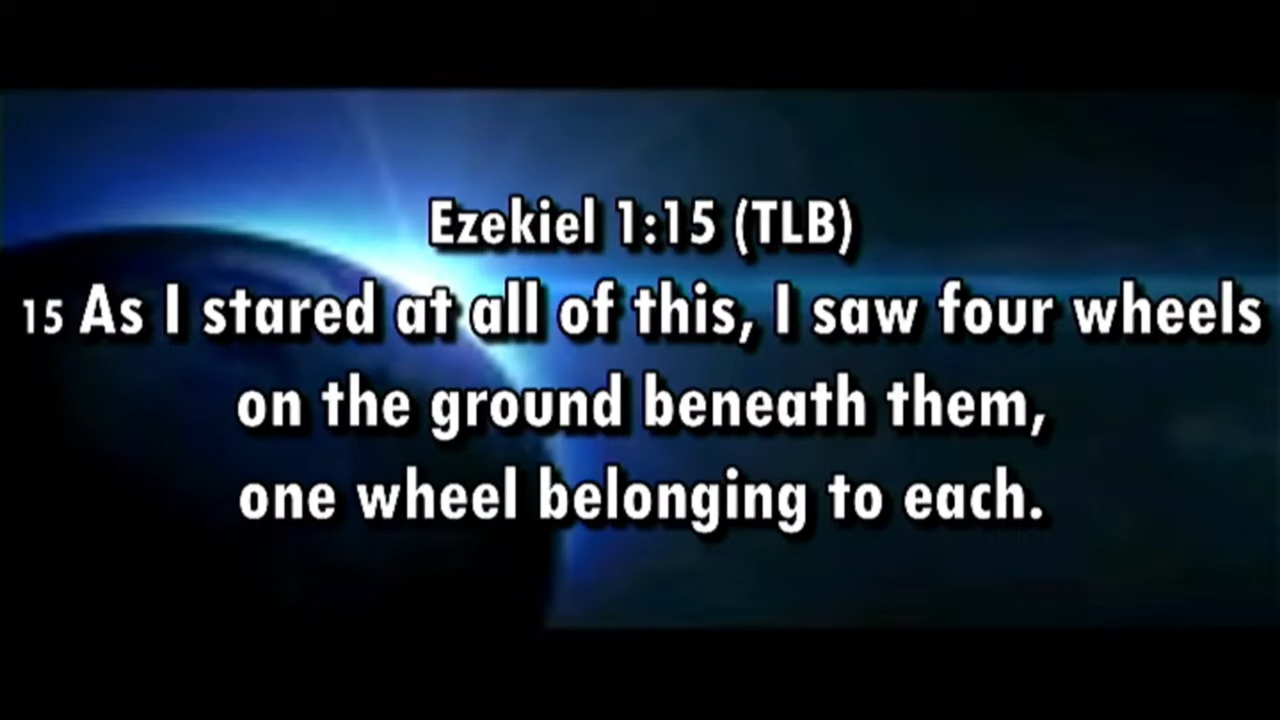 Ezekiel 1:15 (TLB)
15 As I stared at all of this, I saw four wheels
on the ground beneath them,
one wheel belonging to each.